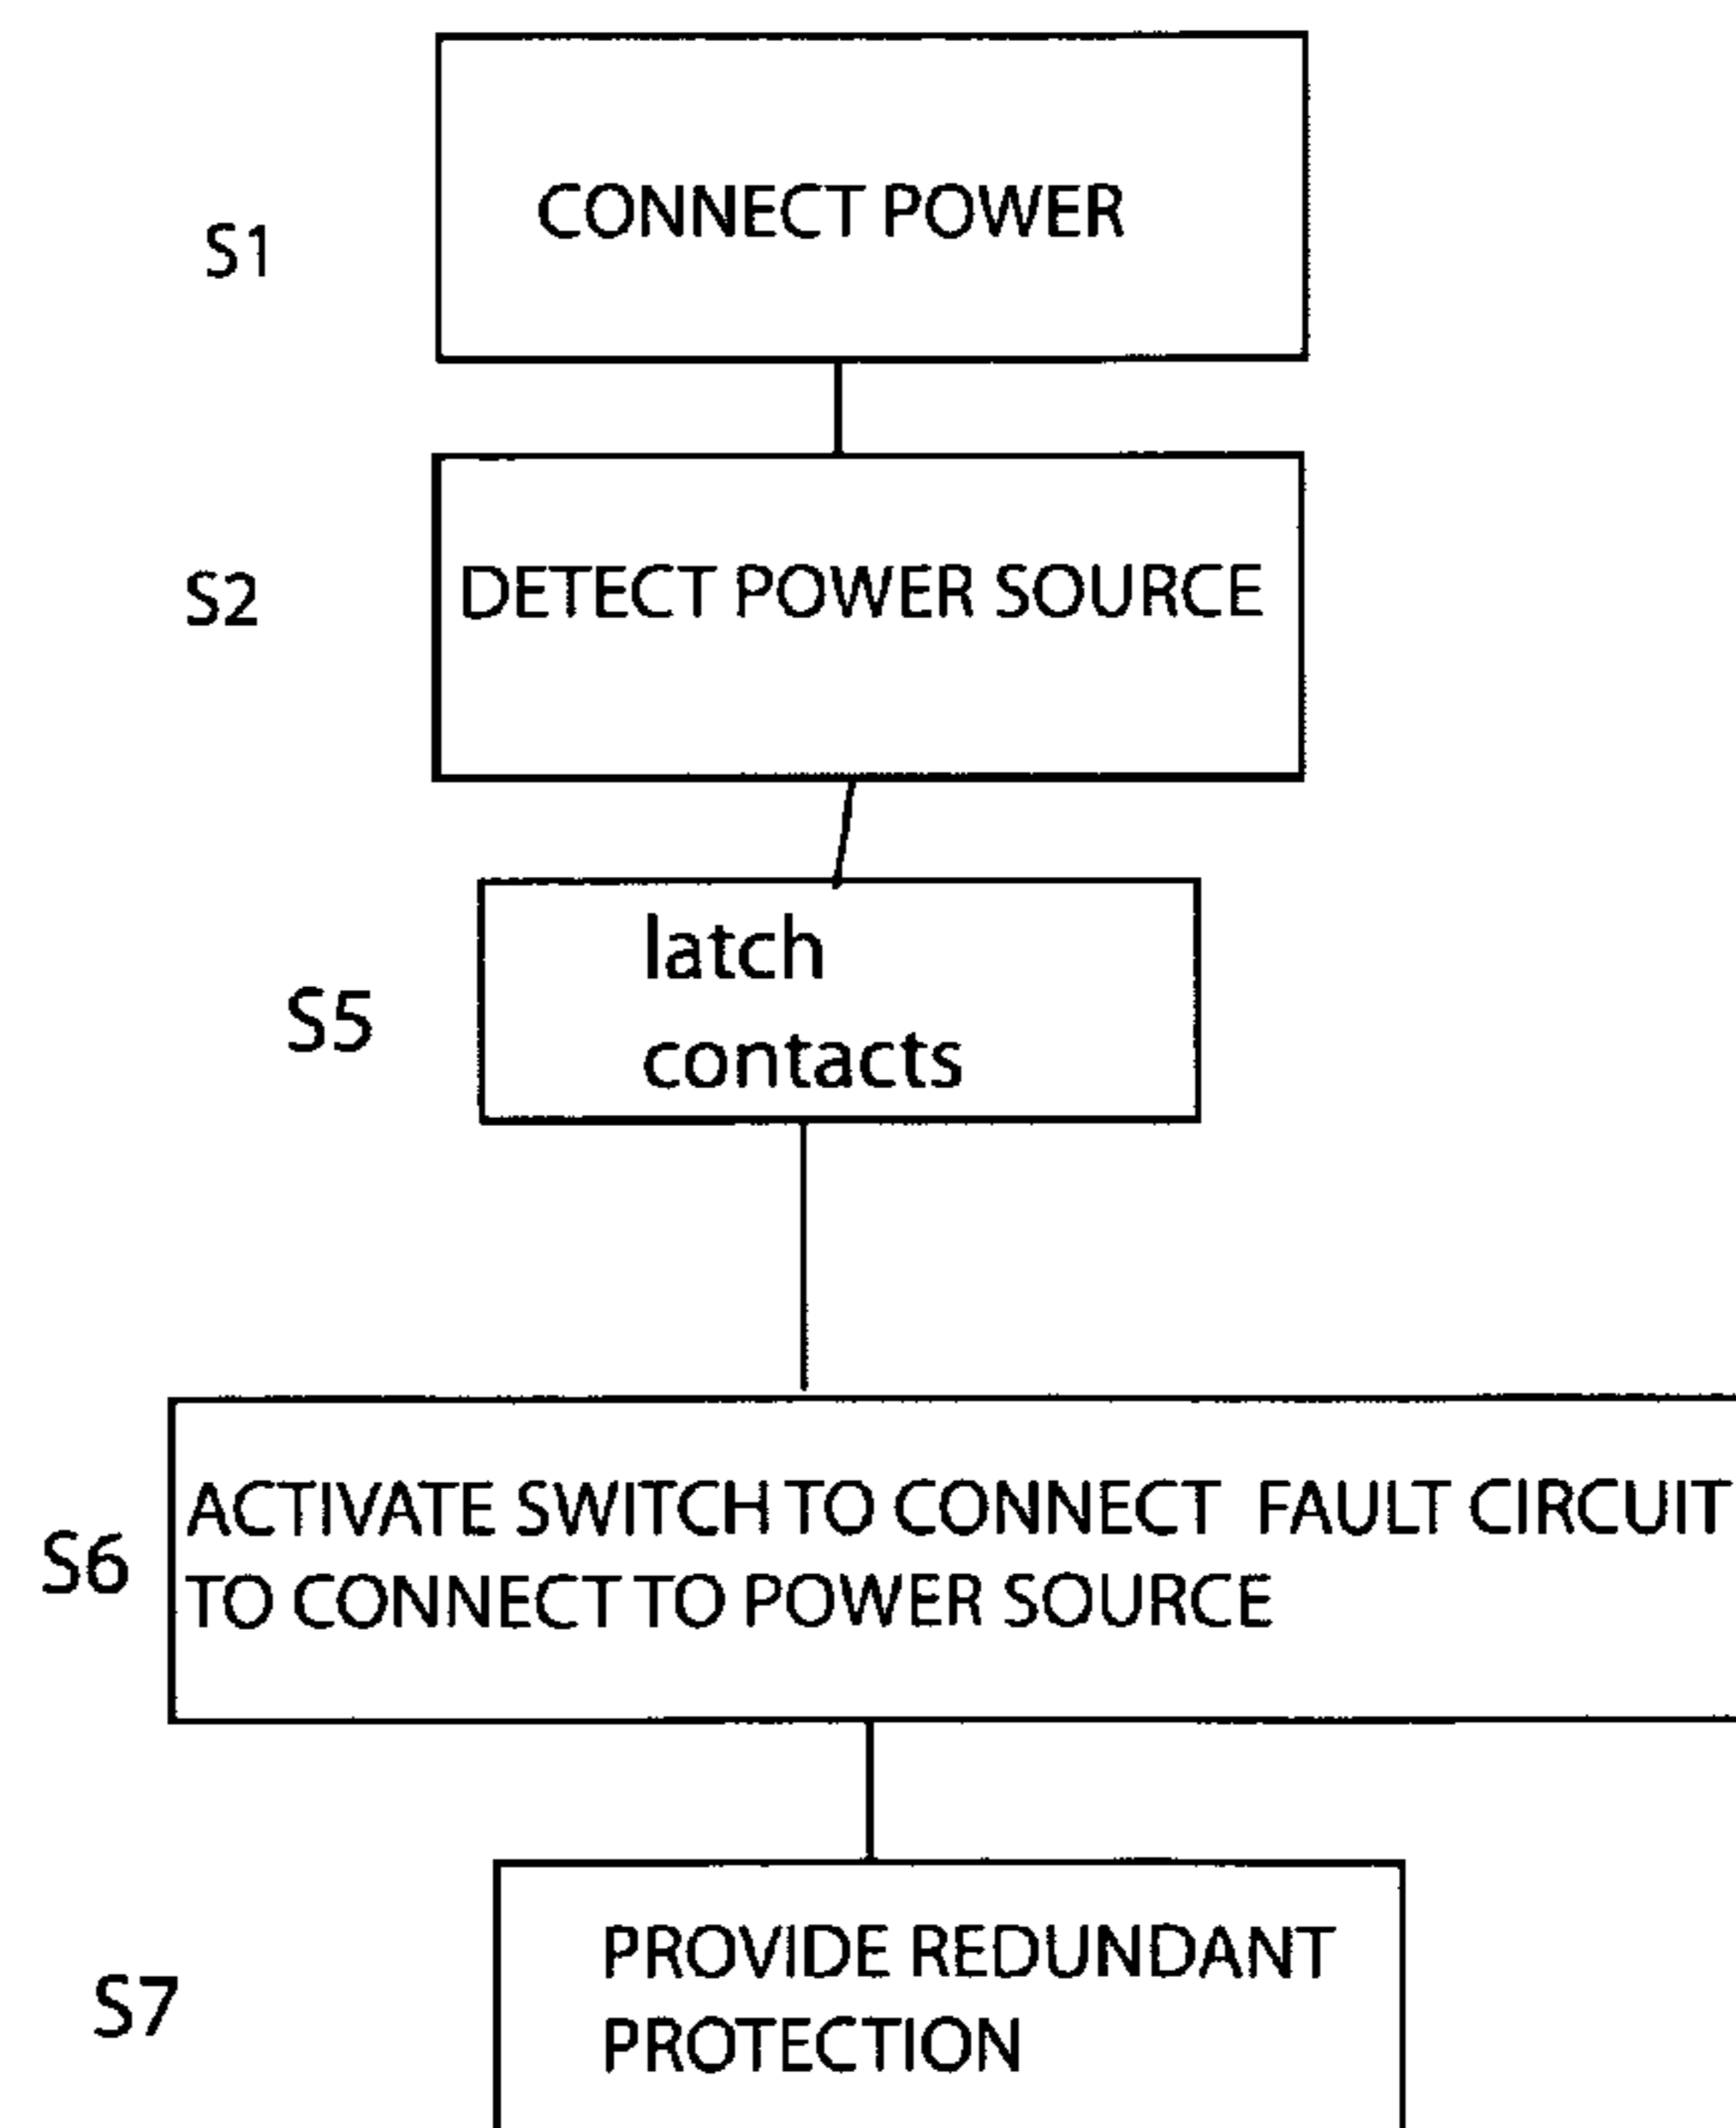 CONNECT POWER
S1
DETECT POWER SOURCE
S2
latch
contacts
S5
ACTIVATE SWITCH TO CONNECT FAULT CIRCUIT
TO CONNECT TO POWER SOURCE
S6
PROVIDE REDUNDANT
PROTECTION
S7